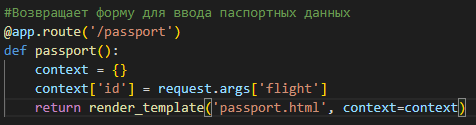 #Возвращает форму для ввода паспортных данных
@app.route('/passport')
def passport():
    context = {}
    context['id'] = request.args['flight']
    return render_template('passport.html', context=context)